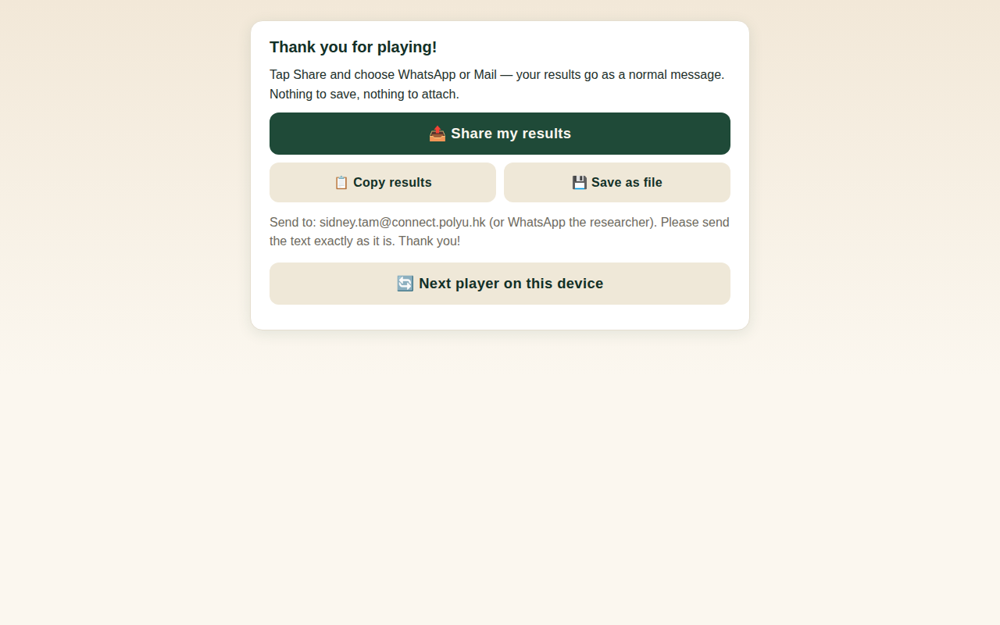 Thank you for playing!
Tap Share and choose WhatsApp or Mail — your results go as a normal message.
Nothing to save, nothing to attach.
📤 Share my results
📋 Copy results
💾 Save as file
Send to: sidney.tam@connect.polyu.hk (or WhatsApp the researcher). Please send
the text exactly as it is. Thank you!
🔄 Next player on this device